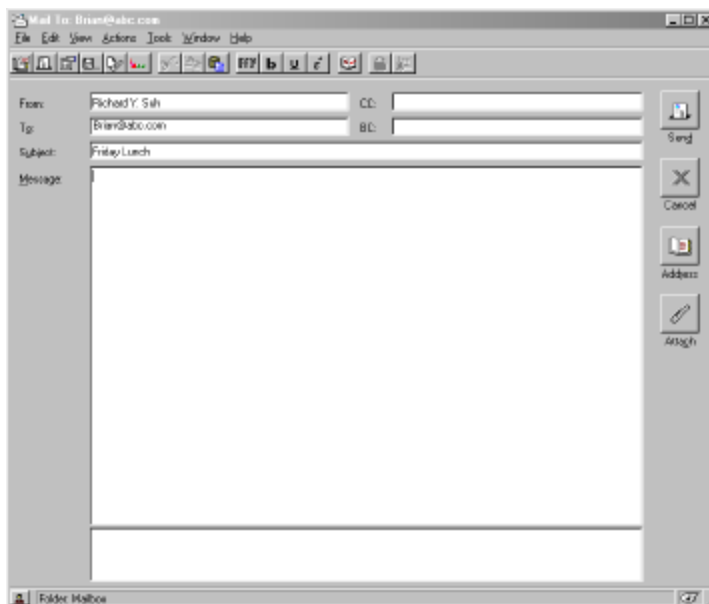 Mail To: Brian@abc.com
File Edit View Actions Tools Window Help
b u i
From: Richard Y. Suh CC:
To: Brian@abc.com BC:
Subject: Friday Lunch
Message:
Send
Cancel
Address
Attach
Folder: Mailbox